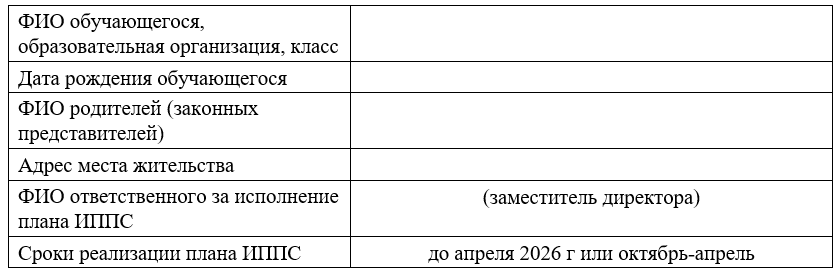 ФИО обучающегося,
образовательная организация, класс
Дата рождения обучающегося
ФИО родителей (законных
представителей)
Адрес места жительства
ФИО ответственного за исполнение
плана ИППС
(заместитель директора)
Сроки реализации плана ИППС
до апреля 2026 г или октябрь-апрель